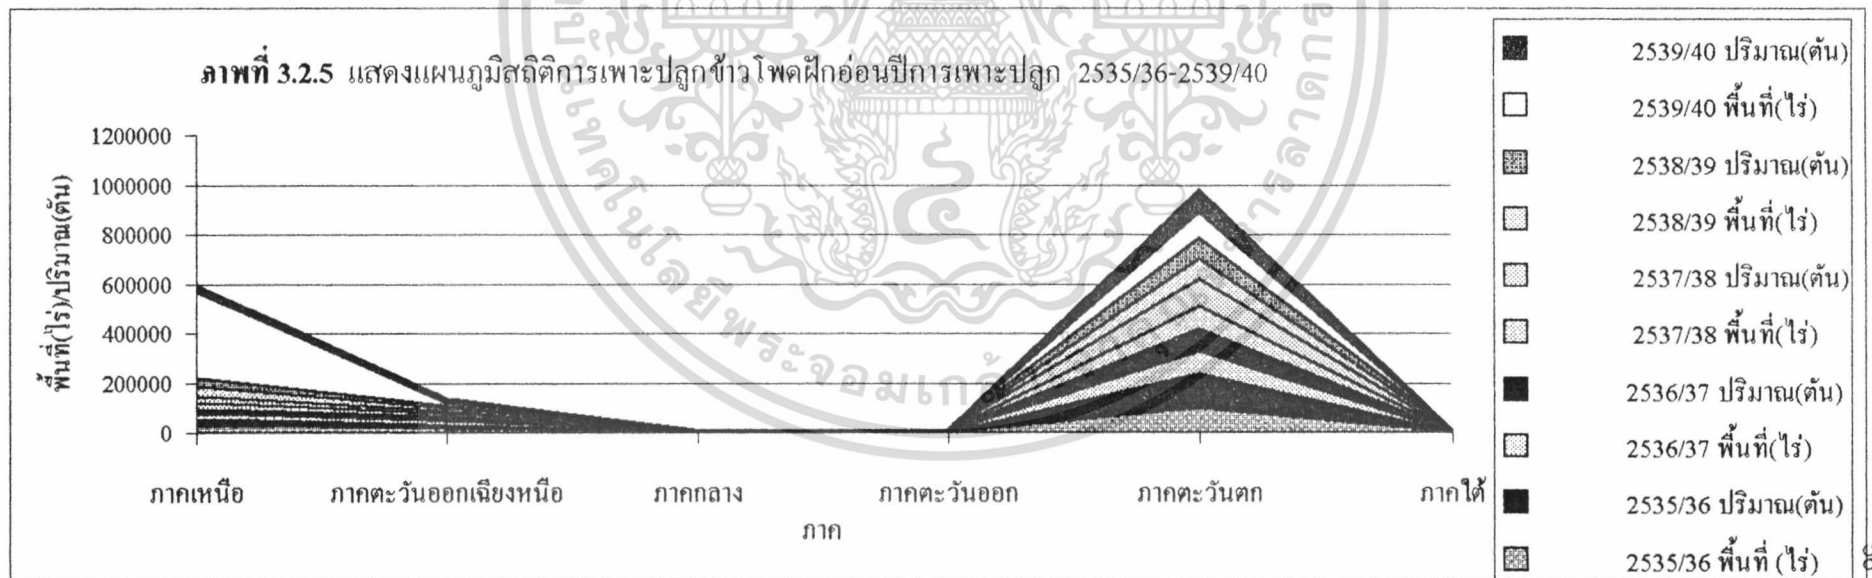 ภาพที่ 3.2.5 แสดงแผนภูมิสถิติการเพาะปลูกข้าวโพดฝักอ่อนปีการเพาะปลูก 2535/36-2539/40
พื้นที่(ไร่)/ปริมาณ(ตัน)
1200000
1000000
800000
600000
400000
200000
0
ภาคเหนือ ภาคตะวันออกเฉียงหนือ ภาคกลาง ภาคตะวันออก ภาคตะวันตก ภาคใต้
ภาค
2539/40 ปริมาณ(ตัน)
2539/40 พื้นที่(ไร่)
2538/39 ปริมาณ(ตัน)
2538/39 พื้นที่(ไร่)
2537/38 ปริมาณ(ตัน)
2537/38 พื้นที่(ไร่)
2536/37 ปริมาณ(ตัน)
2536/37 พื้นที่(ไร่)
2535/36 ปริมาณ(ตัน)
2535/36 พื้นที่ (ไร่)